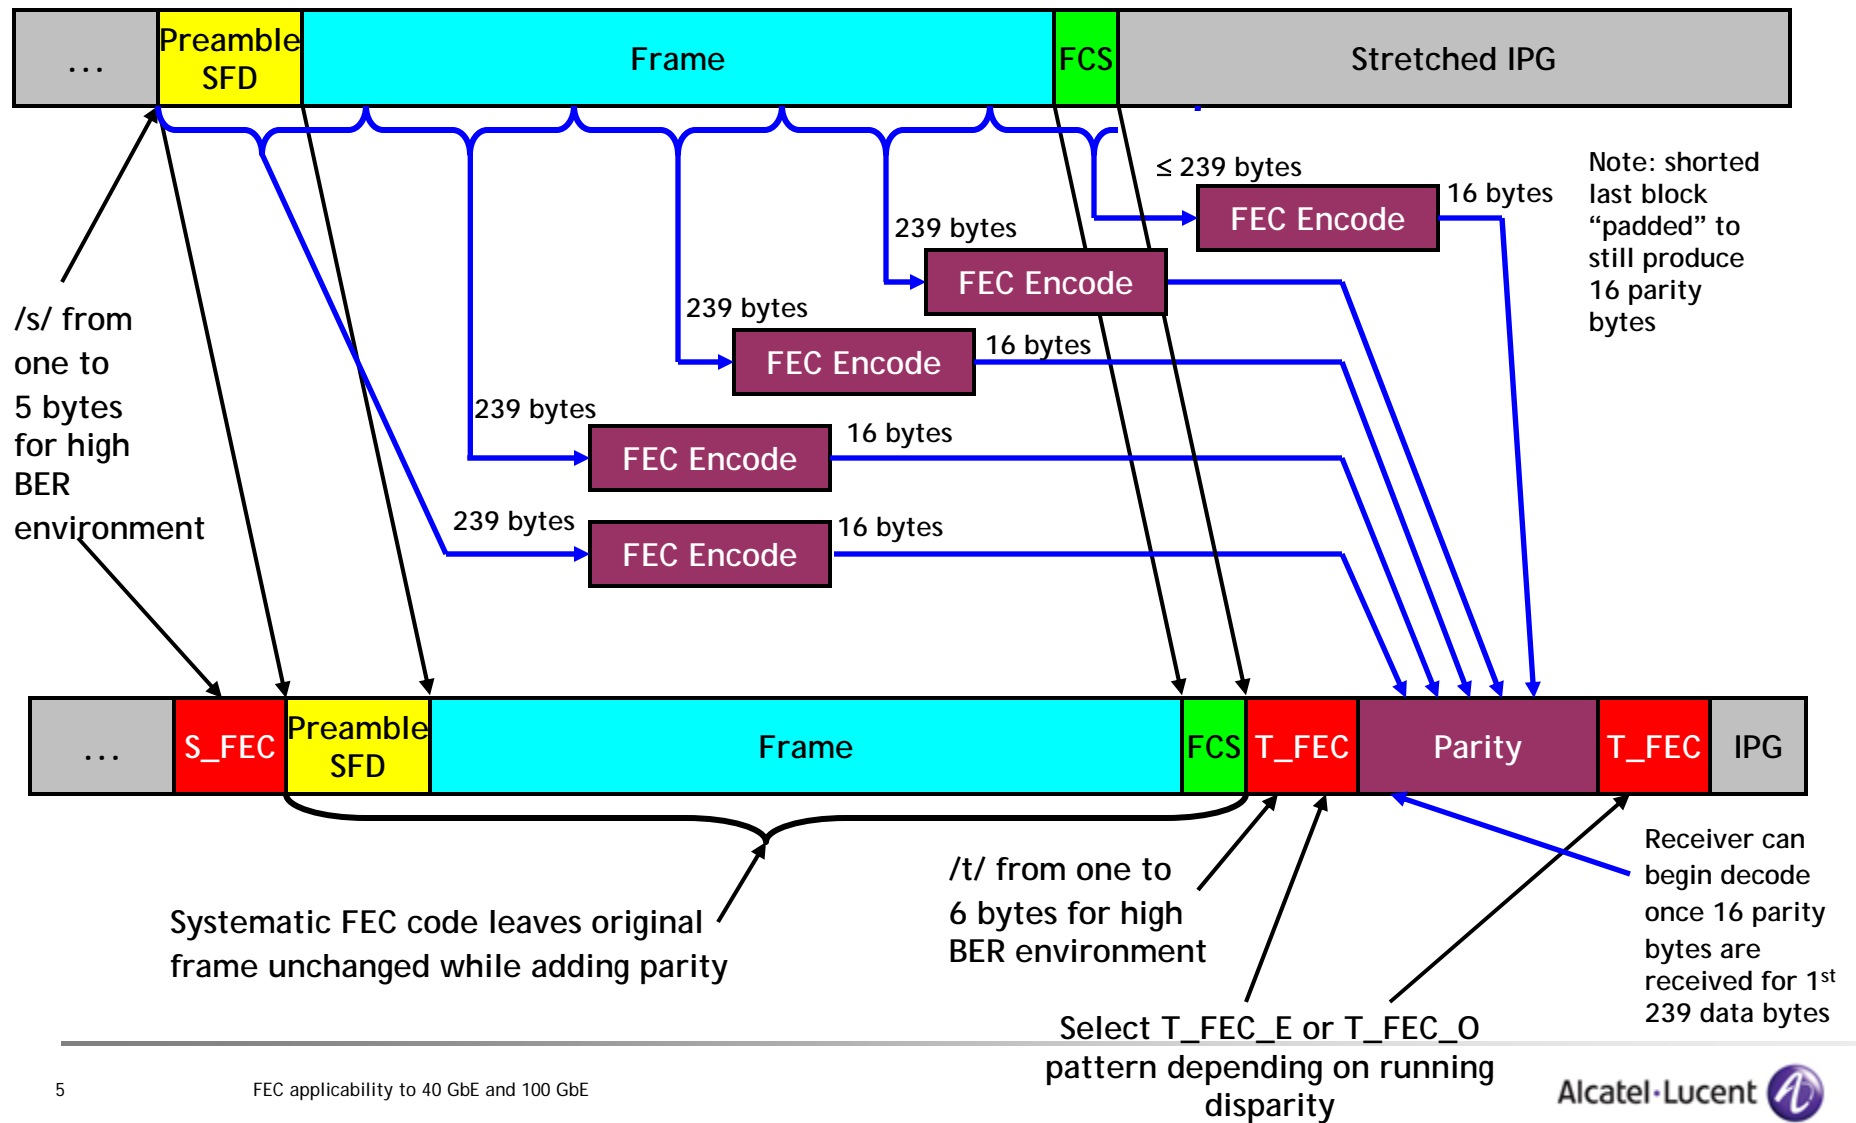 ...
Preamble
SFD
Frame
FCS
Stretched IPG
≤ 239 bytes
FEC Encode
16 bytes
Note: shorted
last block
“padded” to
still produce
16 parity
bytes
239 bytes
FEC Encode
239 bytes
FEC Encode
16 bytes
239 bytes
FEC Encode
16 bytes
239 bytes
FEC Encode
16 bytes
/s/ from
one to
5 bytes
for high
BER
environment
...
S_FEC
Preamble
SFD
Frame
FCS
T_FEC
Parity
T_FEC
IPG
Systematic FEC code leaves original
frame unchanged while adding parity
/t/ from one to
6 bytes for high
BER environment
Select T_FEC_E or T_FEC_O
pattern depending on running
disparity
Receiver can
begin decode
once 16 parity
bytes are
received for 1st
239 data bytes
5
FEC applicability to 40 GbE and 100 GbE
Alcatel·Lucent